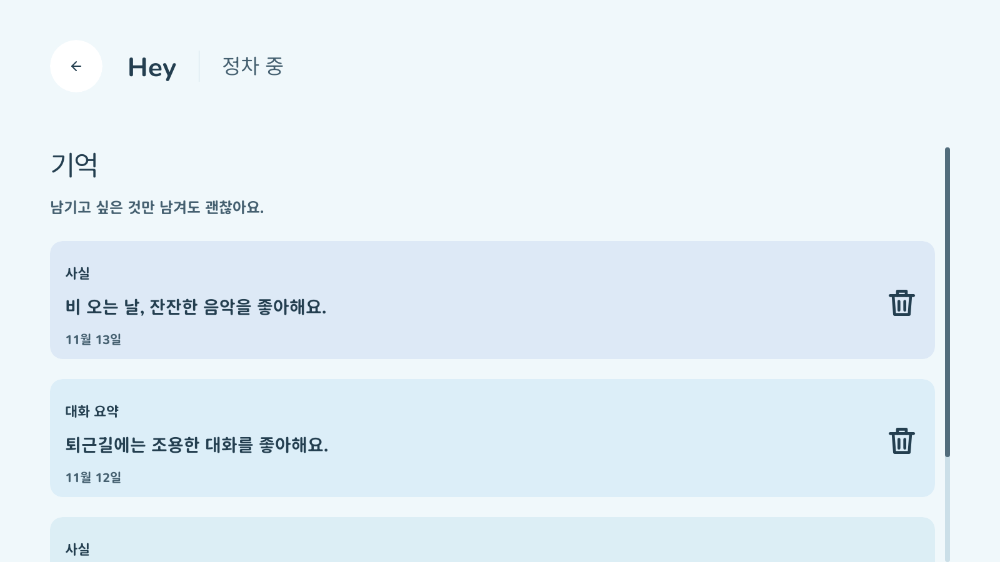 Hey 정차 중
기억
남기고 싶은 것만 남겨도 괜찮아요.
사실
비 오는 날, 잔잔한 음악을 좋아해요.
11월 13일
대화 요약
퇴근길에는 조용한 대화를 좋아해요.
11월 12일
사실